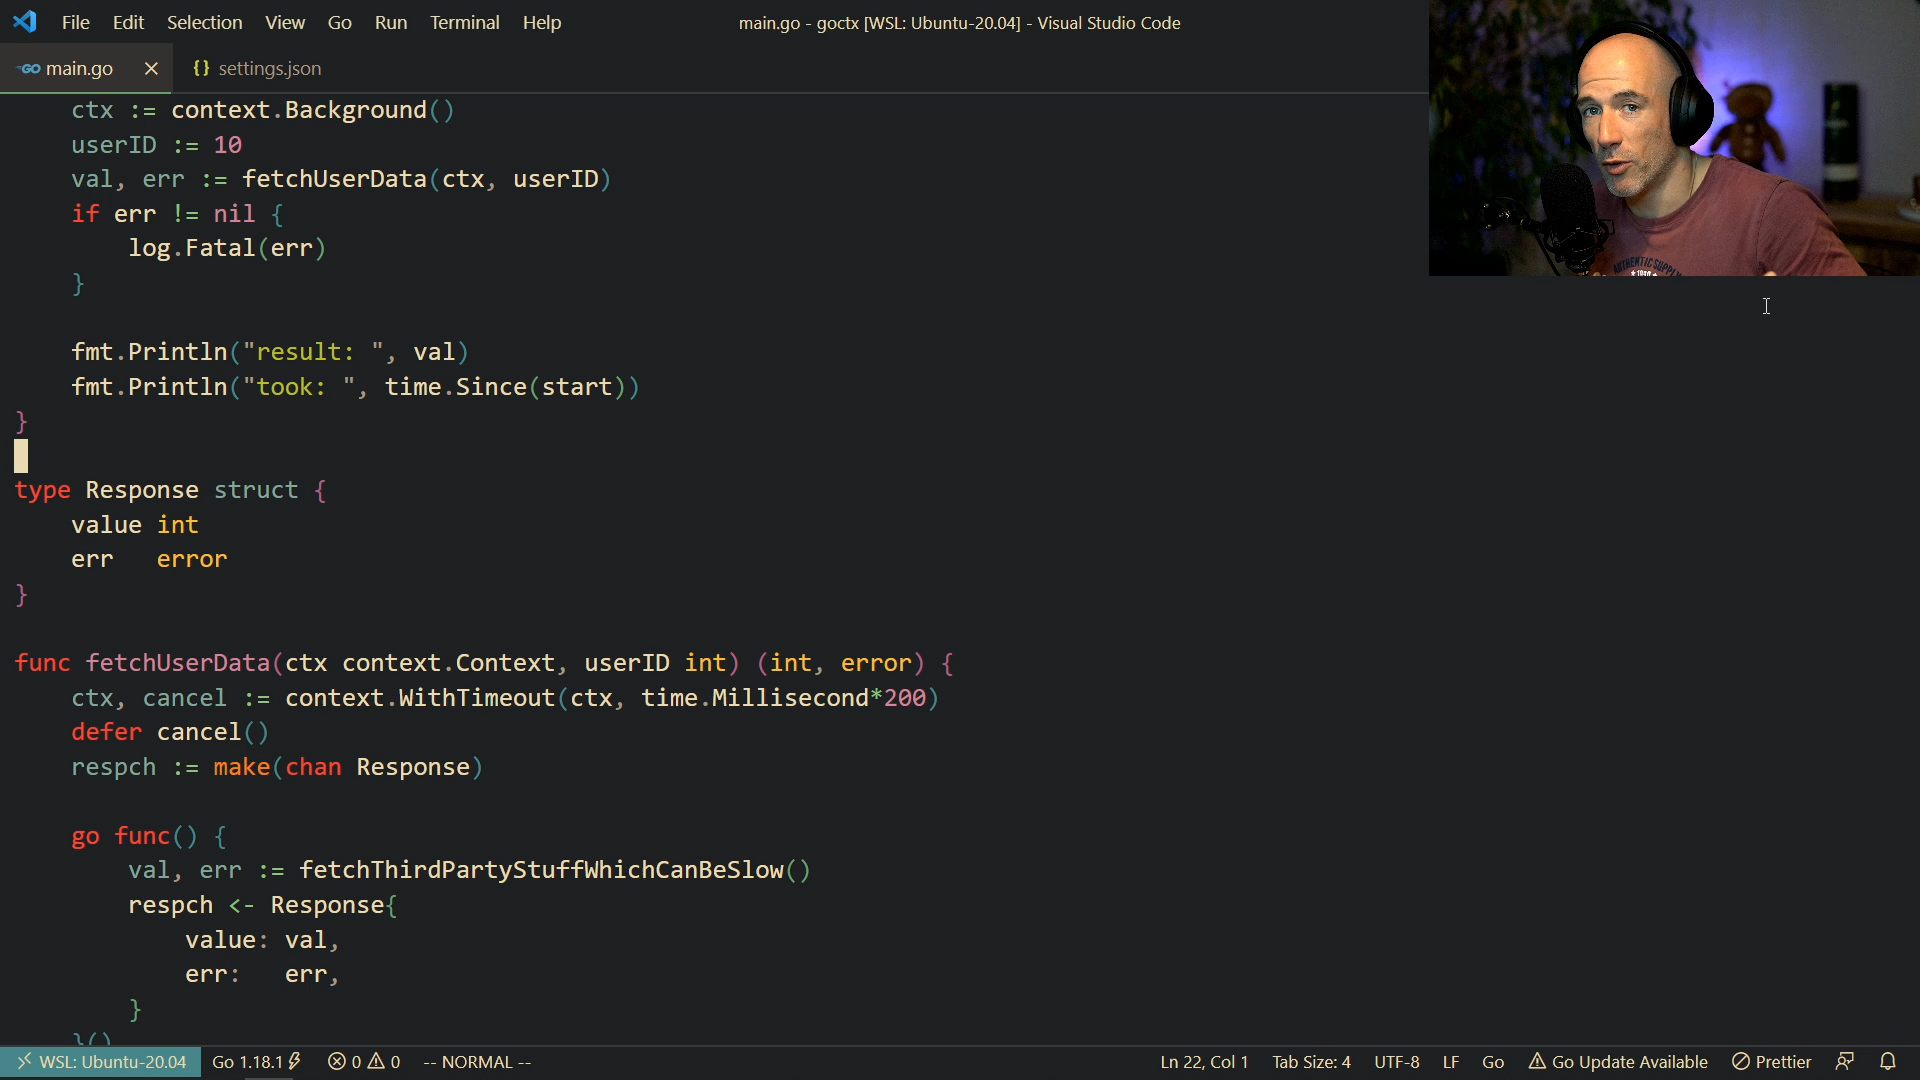 File Edit Selection View Go Run Terminal Help
main.go - goctx [WSL: Ubuntu-20.04] - Visual Studio Code
GO main.go {} settings.json
ctx := context.Background()
userID := 10
val, err := fetchUserData(ctx, userID)
if err != nil {
log.Fatal(err)
}
fmt.Println("result: ", val)
fmt.Println("took: ", time.Since(start))
}
type Response struct {
value int
err error
}
func fetchUserData(ctx context.Context, userID int) (int, error) {
ctx, cancel := context.WithTimeout(ctx, time.Millisecond*200)
defer cancel()
respch := make(chan Response)
go func() {
val, err := fetchThirdPartyStuffWhichCanBeSlow()
respch <- Response{
value: val,
err: err,
}
}()
AUTHENTIC SUPPLY
WSL: Ubuntu-20.04 Go 1.18.1 0 0 -- NORMAL -- Ln 22, Col 1 Tab Size: 4 UTF-8 LF Go Go Update Available Prettier